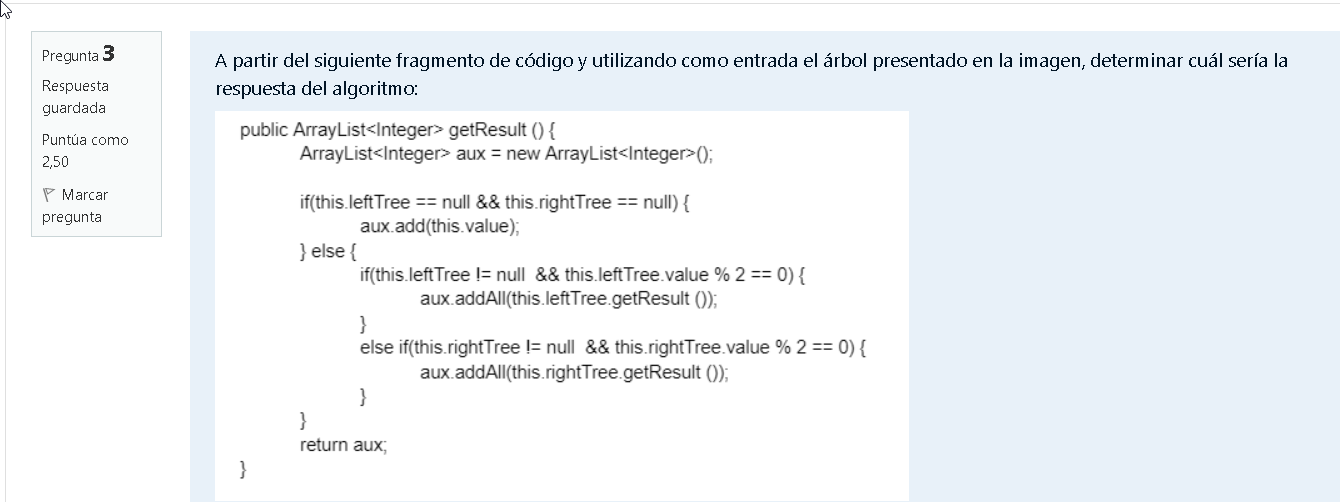 Pregunta 3
Respuesta
guardada
Puntúa como
2,50
Marcar
pregunta
A partir del siguiente fragmento de código y utilizando como entrada el árbol presentado en la imagen, determinar cuál sería la
respuesta del algoritmo:
public ArrayList<Integer> getResult () {
ArrayList<Integer> aux = new ArrayList<Integer>();
if(this.leftTree == null && this.rightTree == null) {
aux.add(this.value);
} else {
if(this.leftTree != null && this.leftTree.value % 2 == 0) {
aux.addAll(this.leftTree.getResult ());
}
else if(this.rightTree != null && this.rightTree.value % 2 == 0) {
aux.addAll(this.rightTree.getResult ());
}
}
return aux;
}